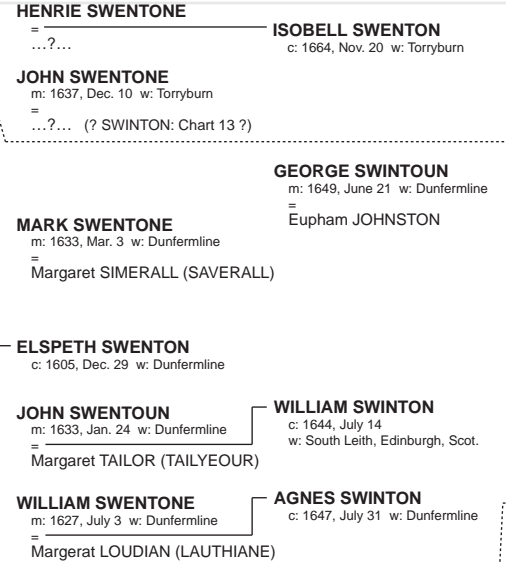 HENRIE SWENTONE
=
…?…
ISOBELL SWENTON
c: 1664, Nov. 20 w: Torryburn
JOHN SWENTONE
m: 1637, Dec. 10 w: Torryburn
=
…?… (? SWINTON: Chart 13 ?)
GEORGE SWINTOUN
m: 1649, June 21 w: Dunfermline
=
Eupham JOHNSTON
MARK SWENTONE
m: 1633, Mar. 3 w: Dunfermline
=
Margaret SIMERALL (SAVERALL)
ELSPETH SWENTON
c: 1605, Dec. 29 w: Dunfermline
JOHN SWENTOUN
m: 1633, Jan. 24 w: Dunfermline
=
Margaret TAILOR (TAILYEOUR)
WILLIAM SWINTON
c: 1644, July 14
w: South Leith, Edinburgh, Scot.
WILLIAM SWENTONE
m: 1627, July 3 w: Dunfermline
=
Margerat LOUDIAN (LAUTHIANE)
AGNES SWINTON
c: 1647, July 31 w: Dunfermline